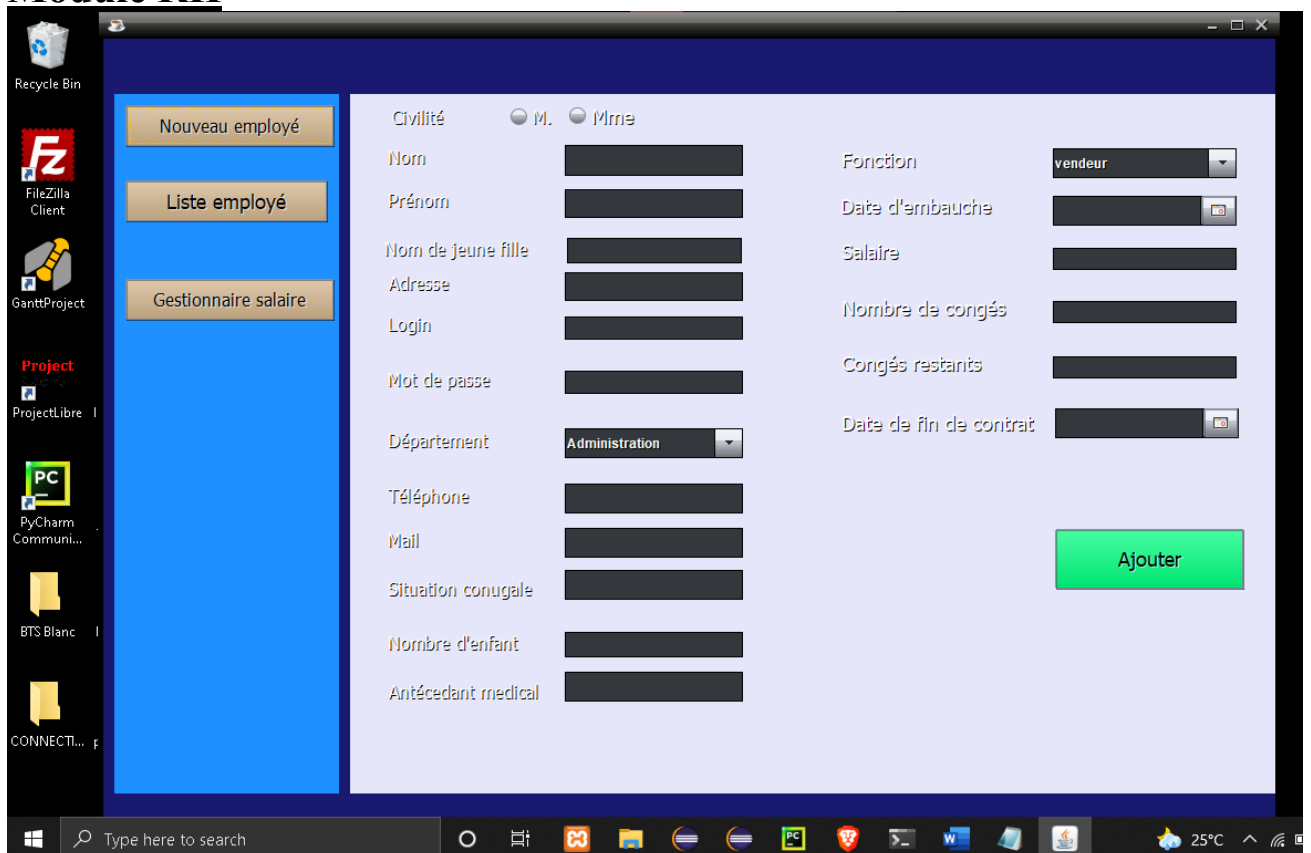 Module RH
Recycle Bin
FileZilla
Client
GanttProject
Project
ProjectLibre
PC
PyCharm
Communi...
BTS Blanc
CONNECTI...
Nouveau employé
Liste employé
Gestionnaire salaire
Civilité M. Mme
Nom
Prénom
Nom de jeune fille
Adresse
Login
Mot de passe
Département Administration
Téléphone
Mail
Situation conugale
Nombre d'enfant
Antécedant medical
Fonction vendeur
Date d'embauche
Salaire
Nombre de congés
Congés restants
Date de fin de contrat
Ajouter
Type here to search
25°C